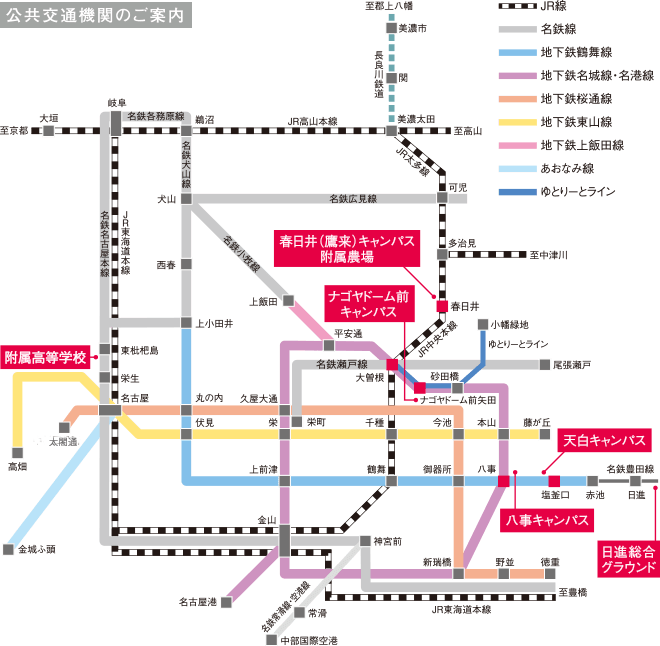 公共交通機関のご案内
至郡上八幡
美濃市
長良川鉄道
関
JR線
名鉄線
地下鉄鶴舞線
地下鉄名城線・名港線
地下鉄桜通線
地下鉄東山線
地下鉄上飯田線
あおなみ線
ゆとりーとライン
大垣
岐阜
名鉄各務原線
鵜沼
JR高山本線
美濃太田
至京都
至高山
名鉄犬山線
JR太多線
犬山
名鉄広見線
可児
名鉄名古屋本線
JR東海道本線
名鉄小牧線
春日井（鷹来）キャンパス
附属農場
多治見
至中津川
西春
上飯田
ナゴヤドーム前
キャンパス
春日井
上小田井
平安通
JR中央本線
小幡緑地
ゆとりーとライン
附属高等学校
東枇杷島
名鉄瀬戸線
大曽根
砂田橋
尾張瀬戸
栄生
ナゴヤドーム前矢田
名古屋
丸の内
久屋大通
太閤通
伏見
栄
栄町
千種
今池
本山
藤が丘
天白キャンパス
高畑
上前津
鶴舞
御器所
八事
塩釜口
赤池
名鉄豊田線
日進
八事キャンパス
金山
神宮前
日進総合
グラウンド
金城ふ頭
新瑞橋
野並
徳重
至豊橋
名古屋港
名鉄常滑線・空港線
常滑
JR東海道本線
中部国際空港